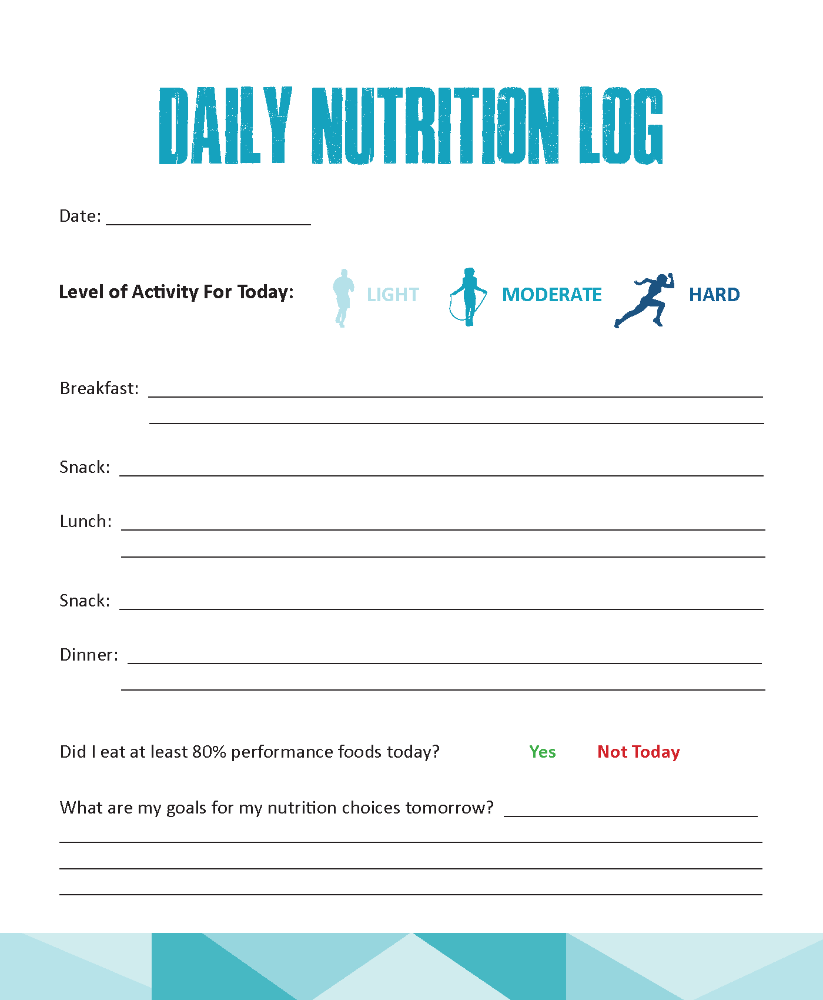 DAILY NUTRITION LOG
Date:
Level of Activity For Today: LIGHT MODERATE HARD
Breakfast:
Snack:
Lunch:
Snack:
Dinner:
Did I eat at least 80% performance foods today? Yes Not Today
What are my goals for my nutrition choices tomorrow?